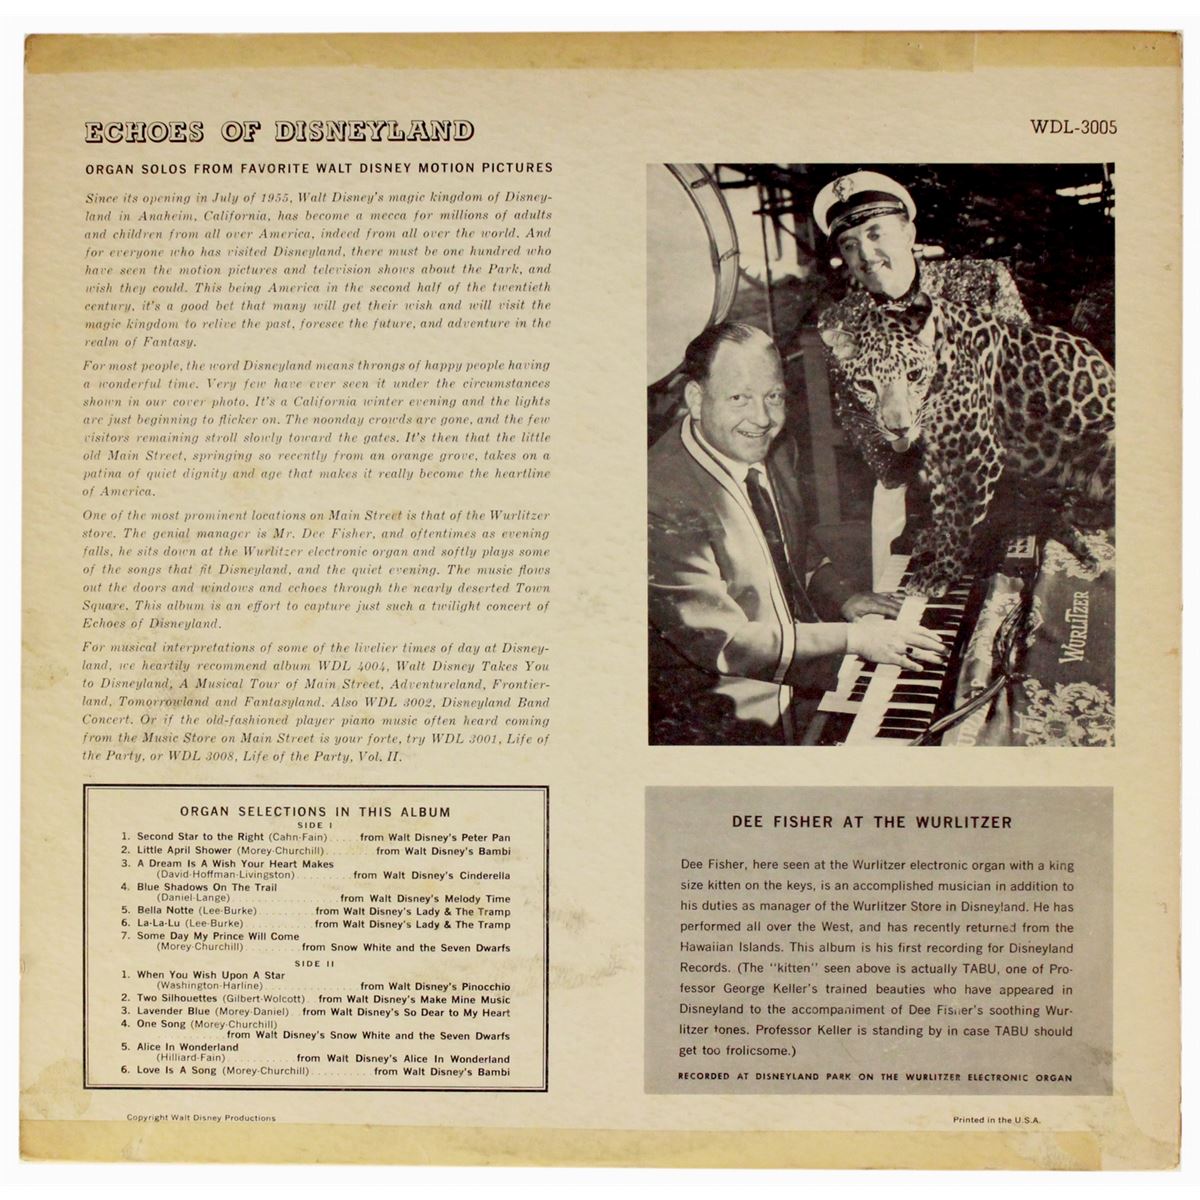 ECHOES OF DISNEYLAND
WDL-3005
ORGAN SOLOS FROM FAVORITE WALT DISNEY MOTION PICTURES
Since its opening in July of 1955, Walt Disney's magic kingdom of Disney-
land in Anaheim, California, has become a mecca for millions of adults
and children from all over America, indeed from all over the world. And
for everyone who has visited Disneyland, there must be one hundred who
have seen the motion pictures and television shows about the Park, and
wish they could. This being America in the second half of the twentieth
century, it's a good bet that many will get their wish and will visit the
magic kingdom to relive the past, foresee the future, and adventure in the
realm of Fantasy.
For most people, the word Disneyland means throngs of happy people having
a wonderful time. Very few have ever seen it under the circumstances
shown in our cover photo. It's a California winter evening and the lights
are just beginning to flicker on. The noonday crowds are gone, and the few
visitors remaining stroll slowly toward the gates. It's then that the little
old Main Street, springing so recently from an orange grove, takes on a
patina of quiet dignity and age that makes it really become the heartline
of America.
One of the most prominent locations on Main Street is that of the Wurlitzer
store. The genial manager is Mr. Dee Fisher, and oftentimes as evening
falls, he sits down at the Wurlitzer electronic organ and softly plays some
of the songs that fit Disneyland, and the quiet evening. The music flows
out the doors and windows and echoes through the nearly deserted Town
Square. This album is an effort to capture just such a twilight concert of
Echoes of Disneyland.
For musical interpretations of some of the livelier times of day at Disney-
land, we heartily recommend album WDL 4004, Walt Disney Takes You
to Disneyland, A Musical Tour of Main Street, Adventureland, Frontier-
land, Tomorrowland and Fantasyland. Also WDL 3002, Disneyland Band
Concert. Or if the old-fashioned player piano music often heard coming
from the Music Store on Main Street is your forte, try WDL 3001, Life of
the Party, or WDL 3008, Life of the Party, Vol. II.
WURLITZER
ORGAN SELECTIONS IN THIS ALBUM
SIDE I
1. Second Star to the Right (Cahn-Fain) .... from Walt Disney's Peter Pan
2. Little April Shower (Morey-Churchill) ........ from Walt Disney's Bambi
3. A Dream Is A Wish Your Heart Makes
(David-Hoffman-Livingston) ......... from Walt Disney's Cinderella
4. Blue Shadows On The Trail
(Daniel-Lange) ................. from Walt Disney's Melody Time
5. Bella Notte (Lee-Burke) ......... from Walt Disney's Lady & The Tramp
6. La-La-Lu (Lee-Burke) ........... from Walt Disney's Lady & The Tramp
7. Some Day My Prince Will Come
(Morey-Churchill) ......... from Snow White and the Seven Dwarfs
SIDE II
1. When You Wish Upon A Star
(Washington-Harline) ............... from Walt Disney's Pinocchio
2. Two Silhouettes (Gilbert-Wolcott) . from Walt Disney's Make Mine Music
3. Lavender Blue (Morey-Daniel) . from Walt Disney's So Dear to My Heart
4. One Song (Morey-Churchill)
............ from Walt Disney's Snow White and the Seven Dwarfs
5. Alice In Wonderland
(Hilliard-Fain) .......... from Walt Disney's Alice In Wonderland
6. Love Is A Song (Morey-Churchill) ......... from Walt Disney's Bambi
DEE FISHER AT THE WURLITZER
Dee Fisher, here seen at the Wurlitzer electronic organ with a king
size kitten on the keys, is an accomplished musician in addition to
his duties as manager of the Wurlitzer Store in Disneyland. He has
performed all over the West, and has recently returned from the
Hawaiian Islands. This album is his first recording for Disneyland
Records. (The "kitten" seen above is actually TABU, one of Pro-
fessor George Keller's trained beauties who have appeared in
Disneyland to the accompaniment of Dee Fisher's soothing Wur-
litzer tones. Professor Keller is standing by in case TABU should
get too frolicsome.)
RECORDED AT DISNEYLAND PARK ON THE WURLITZER ELECTRONIC ORGAN
Copyright Walt Disney Productions
Printed in the U.S.A.